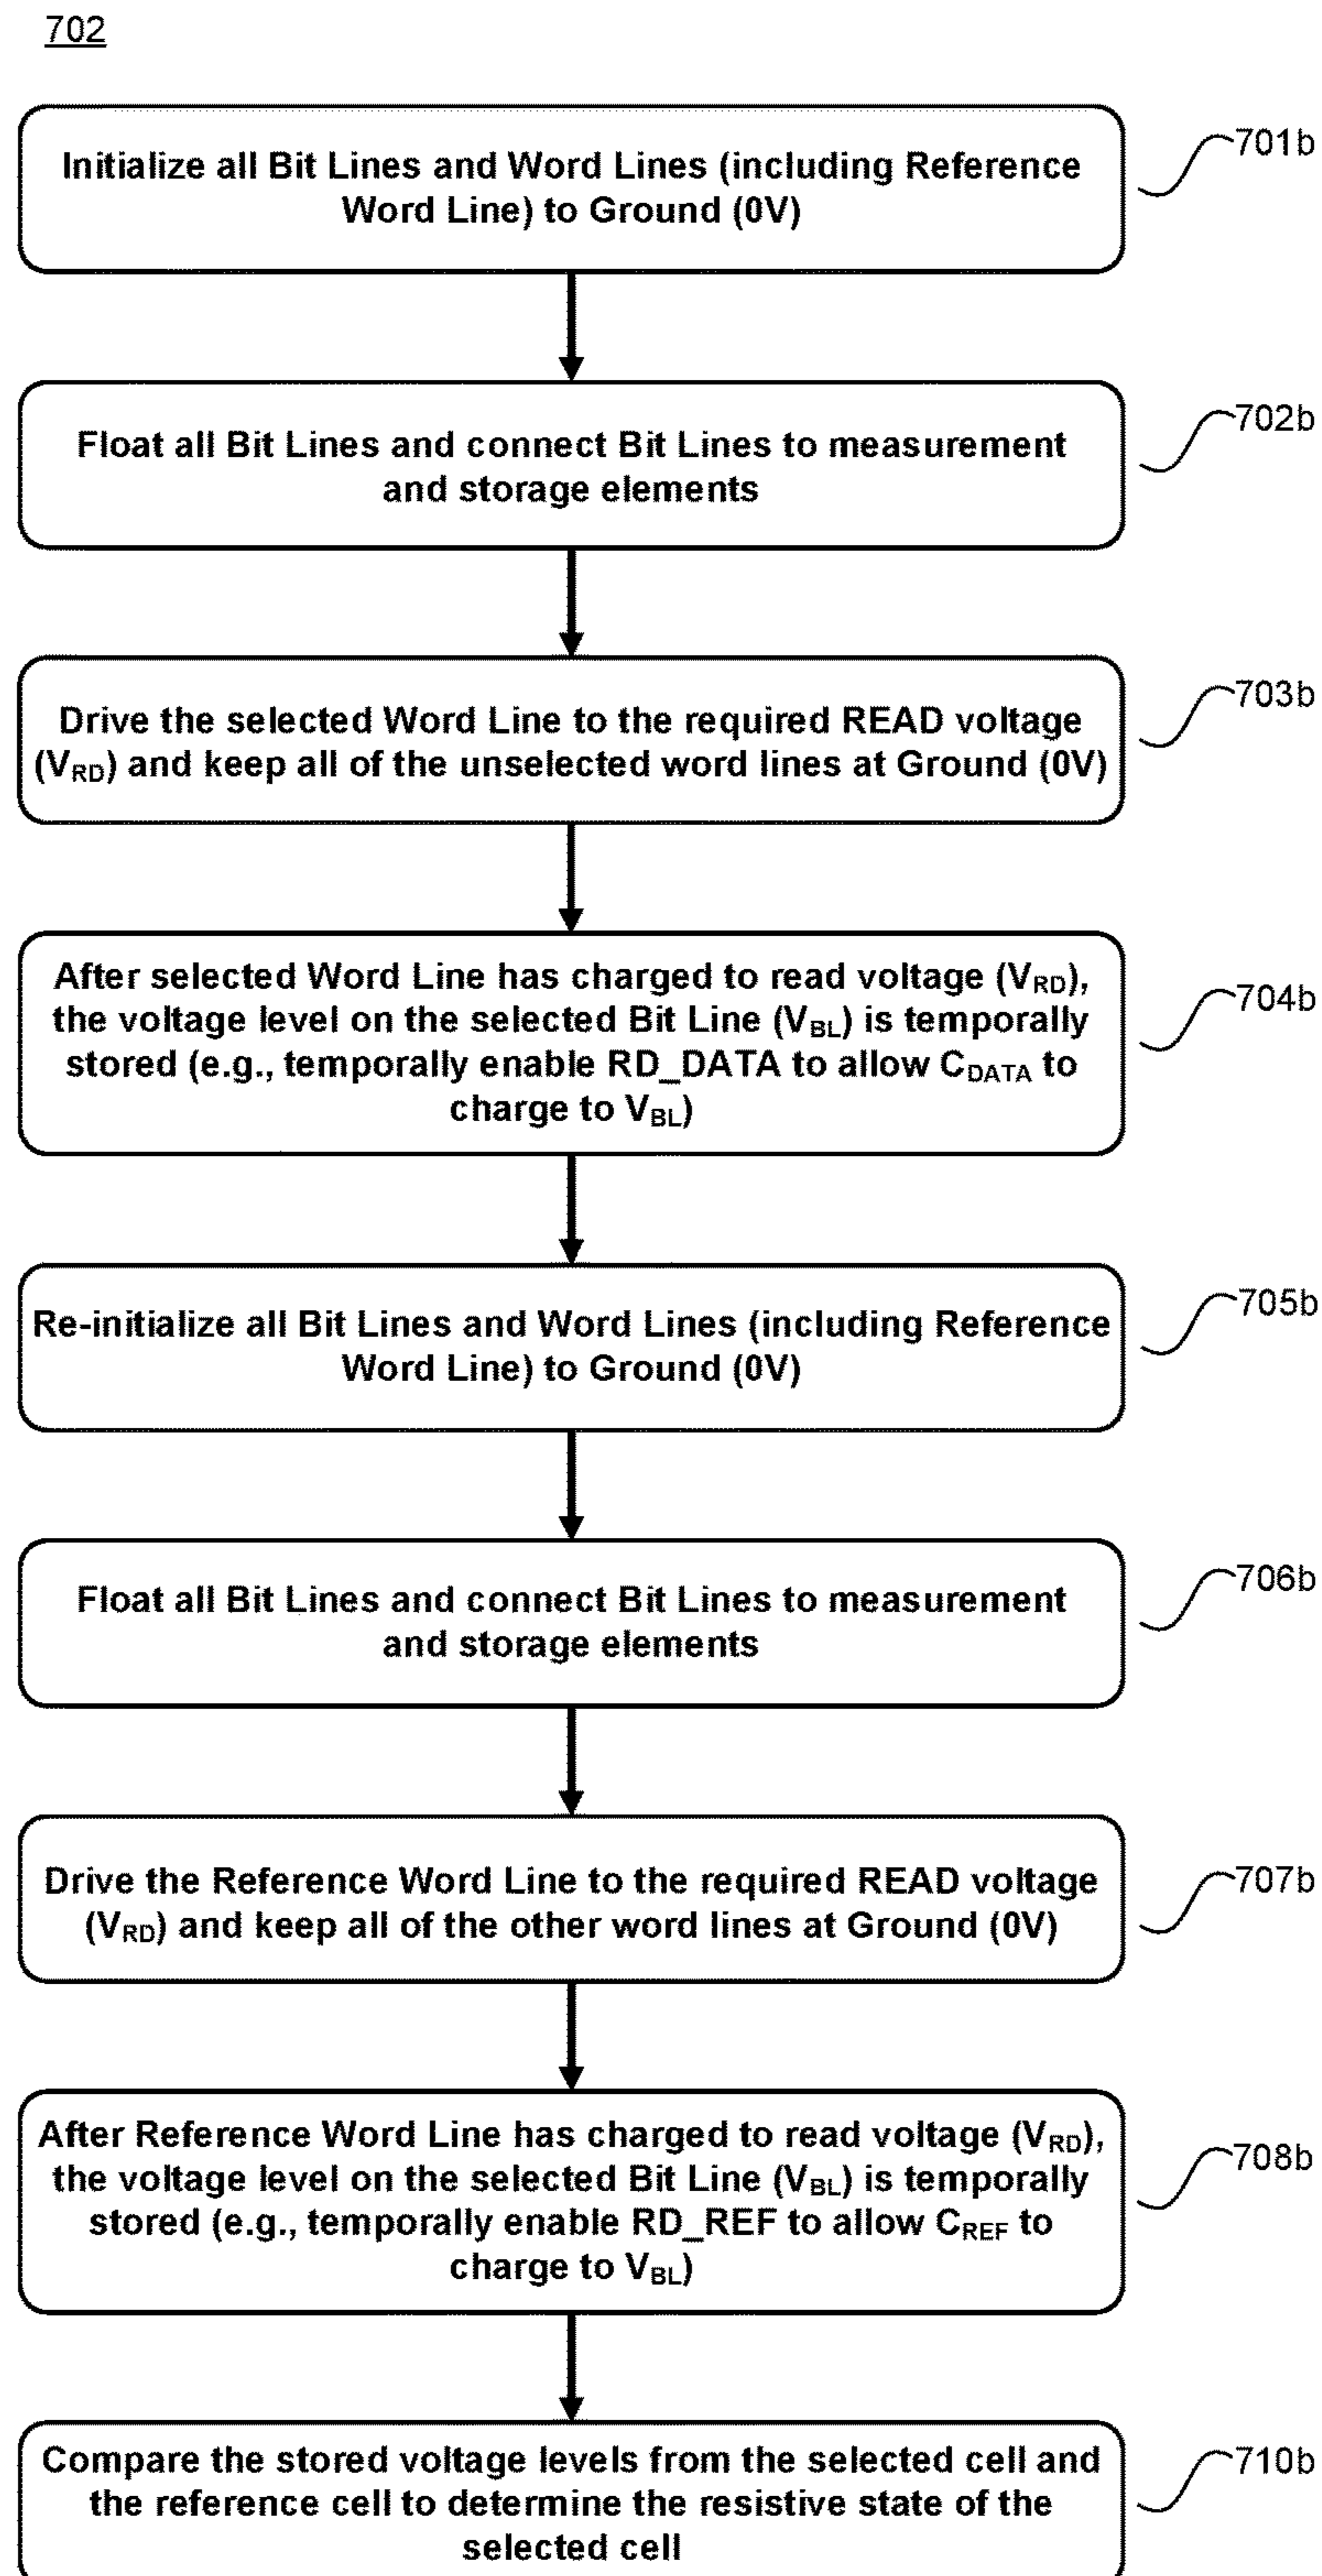 702
Initialize all Bit Lines and Word Lines (including Reference
Word Line) to Ground (0V)
701b
Float all Bit Lines and connect Bit Lines to measurement
and storage elements
702b
Drive the selected Word Line to the required READ voltage
(VRD) and keep all of the unselected word lines at Ground (0V)
703b
After selected Word Line has charged to read voltage (VRD),
the voltage level on the selected Bit Line (VBL) is temporally
stored (e.g., temporally enable RD_DATA to allow CDATA to
charge to VBL)
704b
Re-initialize all Bit Lines and Word Lines (including Reference
Word Line) to Ground (0V)
705b
Float all Bit Lines and connect Bit Lines to measurement
and storage elements
706b
Drive the Reference Word Line to the required READ voltage
(VRD) and keep all of the other word lines at Ground (0V)
707b
After Reference Word Line has charged to read voltage (VRD),
the voltage level on the selected Bit Line (VBL) is temporally
stored (e.g., temporally enable RD_REF to allow CREF to
charge to VBL)
708b
Compare the stored voltage levels from the selected cell and
the reference cell to determine the resistive state of the
selected cell
710b